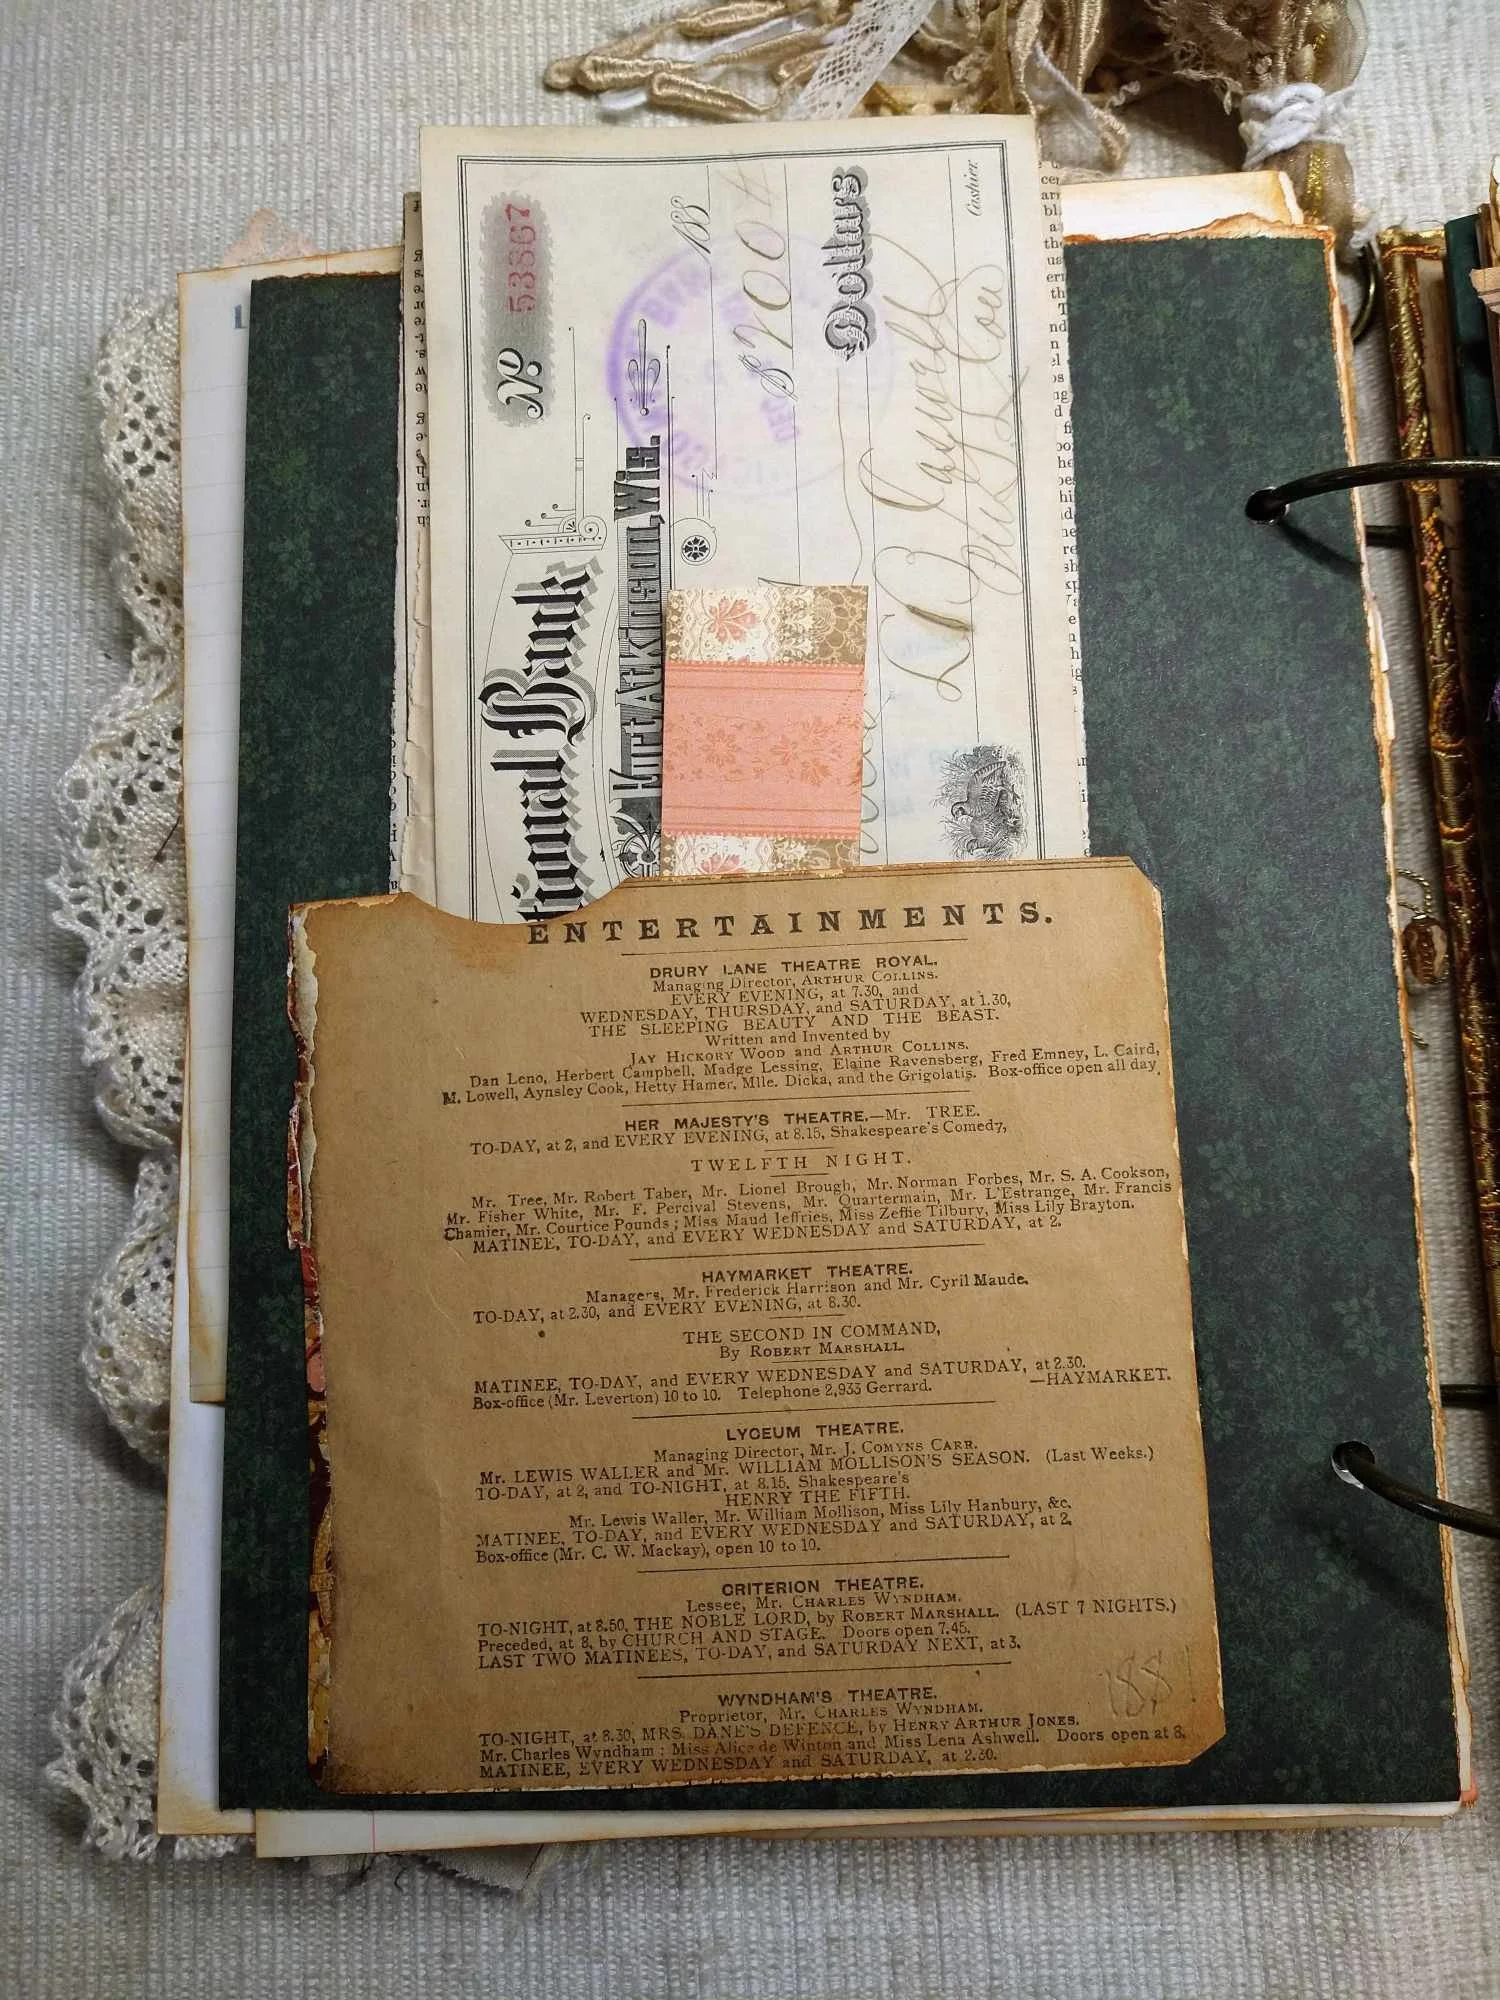 No. 53867
188
$200
Dollars
Cashier.
tional Bank
Fort Atkinson, Wis.
ENTERTAINMENTS.
DRURY LANE THEATRE ROYAL.
Managing Director, ARTHUR COLLINS.
EVERY EVENING, at 7.30, and
WEDNESDAY, THURSDAY, and SATURDAY, at 1.30,
THE SLEEPING BEAUTY AND THE BEAST.
Written and Invented by
JAY HICKORY WOOD and ARTHUR COLLINS.
Dan Leno, Herbert Campbell, Madge Lessing, Elaine Ravensberg, Fred Emney, L. Caird,
M. Lowell, Aynsley Cook, Hetty Hamer, Mlle. Dicka, and the Grigolatis. Box-office open all day.
HER MAJESTY'S THEATRE.—Mr. TREE.
TO-DAY, at 2, and EVERY EVENING, at 8.15, Shakespeare's Comedy,
TWELFTH NIGHT.
Mr. Tree, Mr. Robert Taber, Mr. Lionel Brough, Mr. Norman Forbes, Mr. S. A. Cookson,
Mr. Fisher White, Mr. F. Percival Stevens, Mr. Quartermain, Mr. L'Estrange, Mr. Francis
Chamier, Mr. Courtice Pounds; Miss Maud Jeffries, Miss Zeffie Tilbury, Miss Lily Brayton.
MATINEE, TO-DAY, and EVERY WEDNESDAY and SATURDAY, at 2.
HAYMARKET THEATRE.
Managers, Mr. Frederick Harrison and Mr. Cyril Maude.
TO-DAY, at 2.30, and EVERY EVENING, at 8.30.
THE SECOND IN COMMAND,
By ROBERT MARSHALL.
MATINEE, TO-DAY, and EVERY WEDNESDAY and SATURDAY, at 2.30.
Box-office (Mr. Leverton) 10 to 10. Telephone 2,933 Gerrard. —HAYMARKET.
LYCEUM THEATRE.
Managing Director, Mr. J. COMYNS CARR.
Mr. LEWIS WALLER and Mr. WILLIAM MOLLISON'S SEASON. (Last Weeks.)
TO-DAY, at 2, and TO-NIGHT, at 8.15, Shakespeare's
HENRY THE FIFTH.
Mr. Lewis Waller, Mr. William Mollison, Miss Lily Hanbury, &c.
MATINEE, TO-DAY, and EVERY WEDNESDAY and SATURDAY, at 2.
Box-office (Mr. C. W. Mackay), open 10 to 10.
CRITERION THEATRE.
Lessee, Mr. CHARLES WYNDHAM.
TO-NIGHT, at 8.50, THE NOBLE LORD, by ROBERT MARSHALL. (LAST 7 NIGHTS.)
Preceded, at 8, by CHURCH AND STAGE. Doors open 7.45.
LAST TWO MATINEES, TO-DAY, and SATURDAY NEXT, at 3.
WYNDHAM'S THEATRE.
Proprietor, Mr. CHARLES WYNDHAM.
TO-NIGHT, at 8.30, MRS. DANE'S DEFENCE, by HENRY ARTHUR JONES.
Mr. Charles Wyndham; Miss Alice de Winton and Miss Lena Ashwell. Doors open at 8.
MATINEE, EVERY WEDNESDAY and SATURDAY, at 2.30.